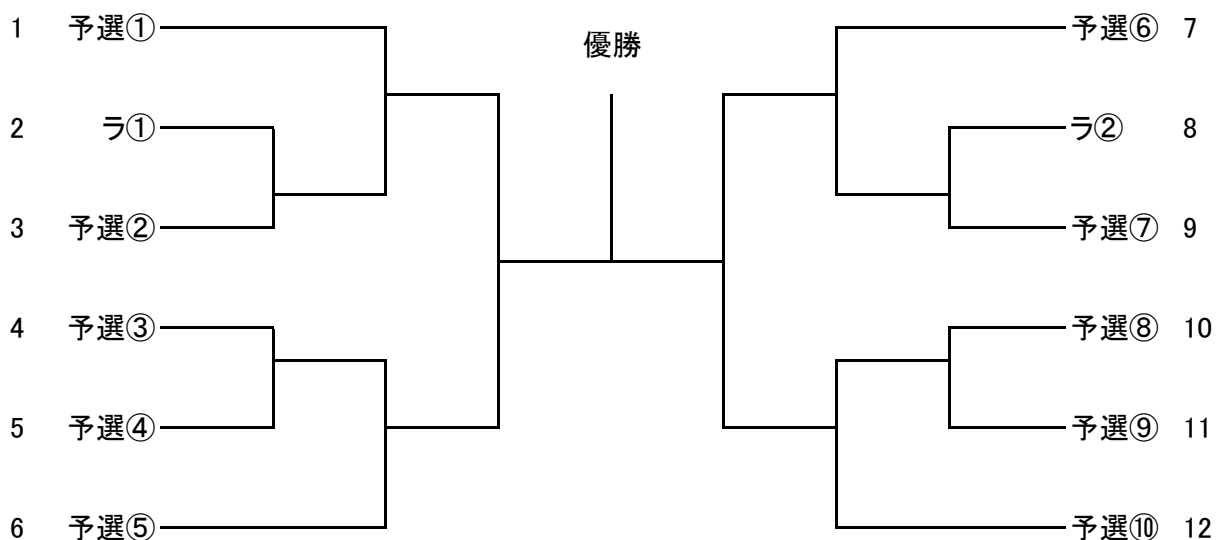 1 予選① 優勝 予選⑥ 7
2 ラ① ラ② 8
3 予選② 予選⑦ 9
4 予選③ 予選⑧ 10
5 予選④ 予選⑨ 11
6 予選⑤ 予選⑩ 12